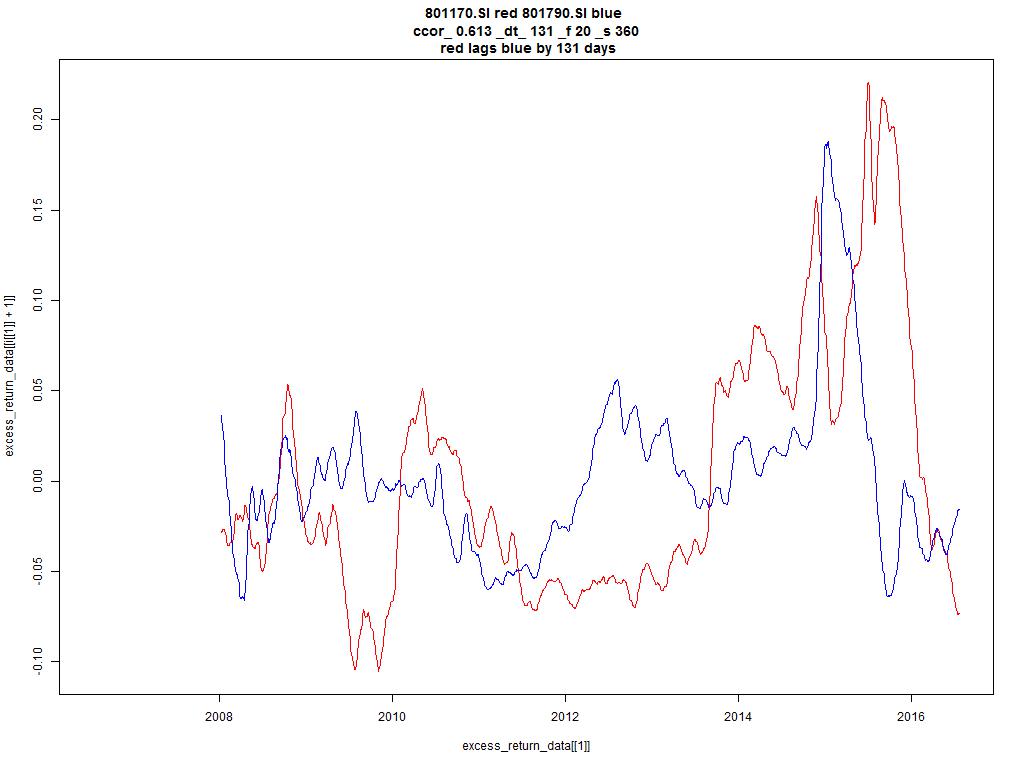 801170.SI red 801790.SI blue
ccor_ 0.613 _dt_ 131 _f 20 _s 360
red lags blue by 131 days
excess_return_data[[i[[1]] + 1]]
0.20
0.15
0.10
0.05
0.00
-0.05
-0.10
2008 2010 2012 2014 2016
excess_return_data[[1]]